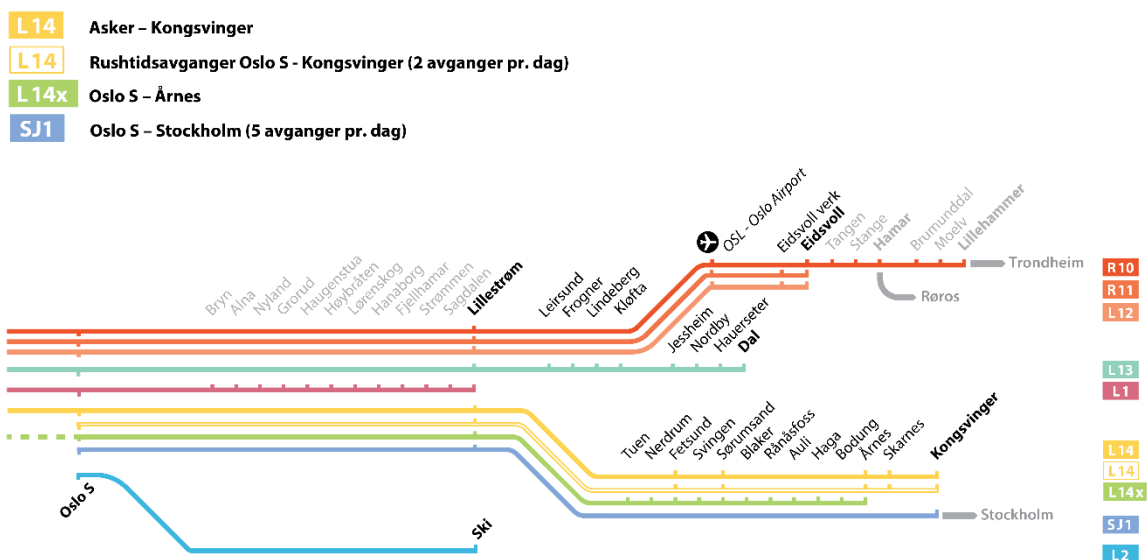 L14 Asker – Kongsvinger
L14 Rushtidsavganger Oslo S - Kongsvinger (2 avganger pr. dag)
L14x Oslo S – Årnes
SJ1 Oslo S – Stockholm (5 avganger pr. dag)
Bryn
Alna
Nyland
Grorud
Haugenstua
Høybråten
Lørenskog
Hanaborg
Fjellhamar
Strømmen
Sagdalen
Lillestrøm
Leirsund
Frogner
Lindeberg
Kløfta
OSL - Oslo Airport
Eidsvoll verk
Eidsvoll
Tangen
Stange
Hamar
Brumunddal
Moelv
Lillehammer
Trondheim
Røros
R10
R11
L12
Jessheim
Nordby
Hauerseter
Dal
L13
L1
Tuen
Nerdrum
Fetsund
Svingen
Sørumsand
Blaker
Rånåsfoss
Auli
Haga
Bodung
Årnes
Skarnes
Kongsvinger
L14
L14
L14x
Stockholm
SJ1
Oslo S
Ski
L2